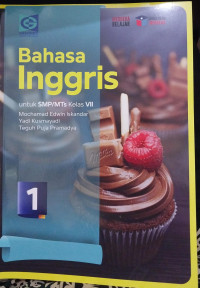 Bahasa
Inggris
untuk SMP/MTs Kelas VII
Mochamad Edwin Iskandar
Yadi Kusmayadi
Teguh Puja Pramadya
1